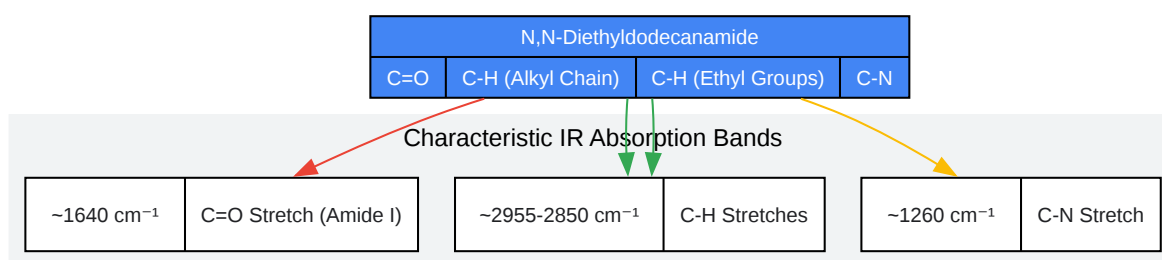 N,N-Diethyldodecanamide
C=O
C-H (Alkyl Chain)
C-H (Ethyl Groups)
C-N
Characteristic IR Absorption Bands
~1640 cm⁻¹
C=O Stretch (Amide I)
~2955-2850 cm⁻¹
C-H Stretches
~1260 cm⁻¹
C-N Stretch